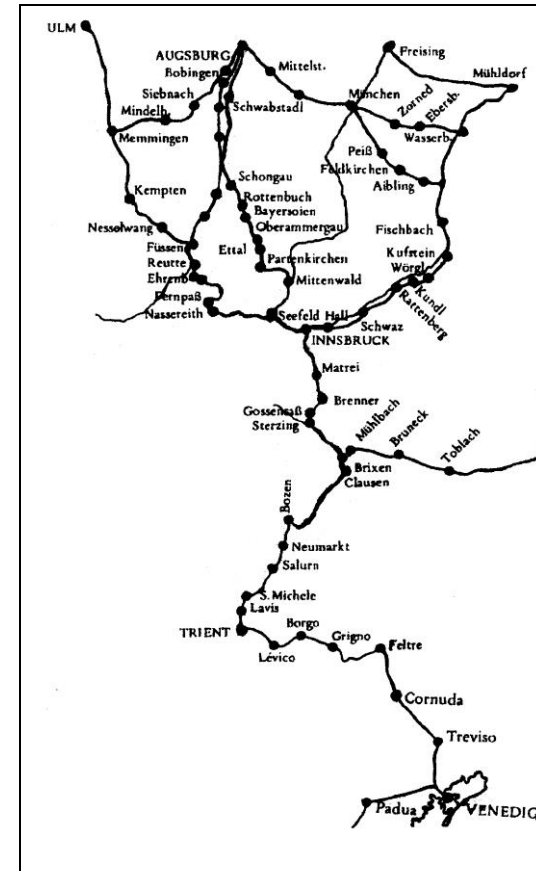 ULM
AUGSBURG
Bobingen
Siebnach
Mindelh.
Memmingen
Schwabstadl
Mittelst.
Freising
München
Mühldorf
Zorned
Ebersb.
Wasserb.
Peiß
Feldkirchen
Aibling
Kempten
Nesselwang
Füssen
Reutte
Ehrenb
Fernpaß
Nassereith
Schongau
Rottenbuch
Bayersoien
Oberammergau
Ettal
Partenkirchen
Mittenwald
Fischbach
Kufstein
Wörgl
Kundl
Rattenberg
Schwaz
Seefeld
Hall
INNSBRUCK
Matrei
Brenner
Gossensaß
Sterzing
Mühlbach
Bruneck
Toblach
Brixen
Clausen
Bozen
Neumarkt
Salurn
S. Michele
Lavis
TRIENT
Lévico
Borgo
Grigno
Feltre
Cornuda
Treviso
Padua
VENEDIG